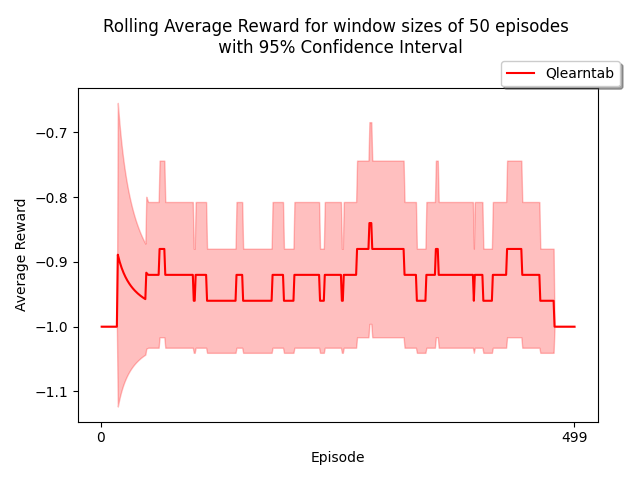 Rolling Average Reward for window sizes of 50 episodes
with 95% Confidence Interval
Qlearntab
−0.7
−0.8
−0.9
−1.0
−1.1
Average Reward
0
499
Episode